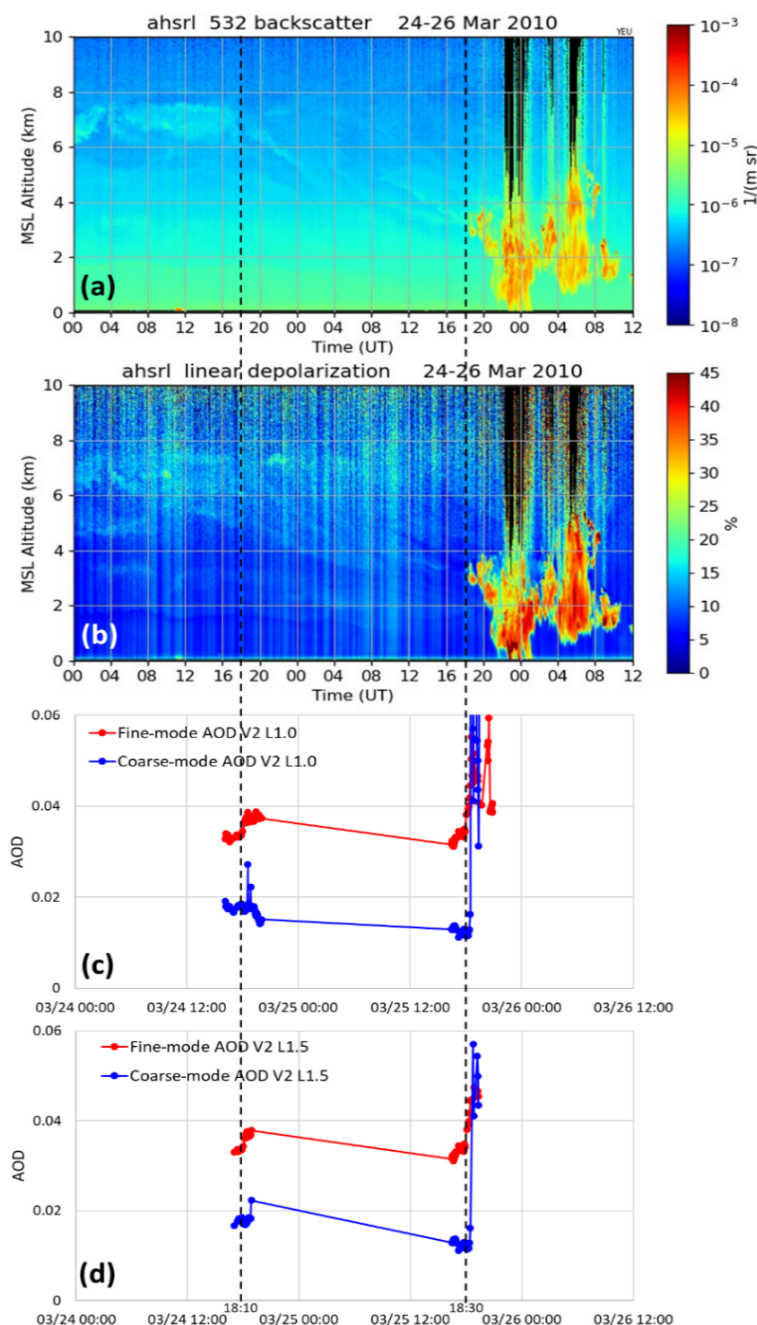 ahsrl 532 backscatter 24-26 Mar 2010
YEU
10
8
6
4
2
0
MSL Altitude (km)
(a)
00 04 08 12 16 20 00 04 08 12 16 20 00 04 08 12
Time (UT)
10⁻³
10⁻⁴
10⁻⁵
10⁻⁶
10⁻⁷
10⁻⁸
1/(m sr)
ahsrl linear depolarization 24-26 Mar 2010
10
8
6
4
2
0
MSL Altitude (km)
(b)
00 04 08 12 16 20 00 04 08 12 16 20 00 04 08 12
Time (UT)
45
40
35
30
25
20
15
10
5
0
%
0.06
0.04
0.02
0
AOD
Fine-mode AOD V2 L1.0
Coarse-mode AOD V2 L1.0
(c)
03/24 00:00 03/24 12:00 03/25 00:00 03/25 12:00 03/26 00:00 03/26 12:00
0.06
0.04
0.02
0
AOD
Fine-mode AOD V2 L1.5
Coarse-mode AOD V2 L1.5
(d)
18:10 18:30
03/24 00:00 03/24 12:00 03/25 00:00 03/25 12:00 03/26 00:00 03/26 12:00